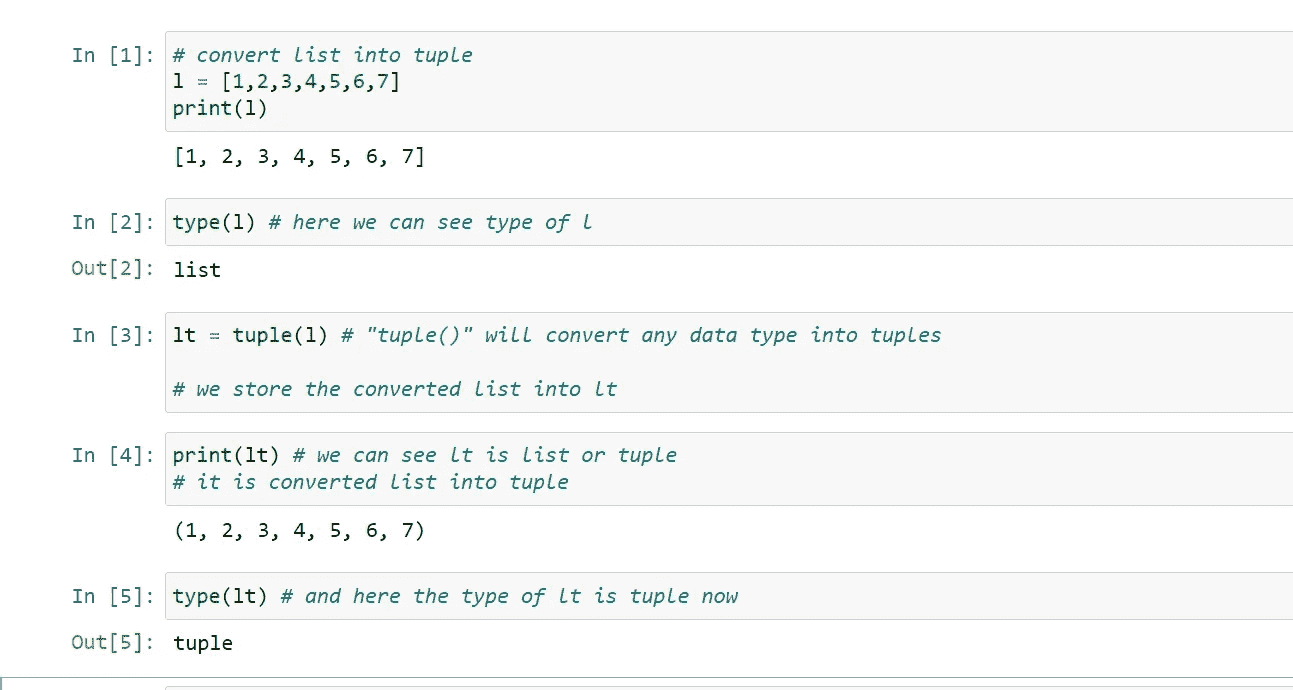 In [1]: # convert list into tuple
l = [1,2,3,4,5,6,7]
print(l)
[1, 2, 3, 4, 5, 6, 7]
In [2]: type(l) # here we can see type of l
Out[2]: list
In [3]: lt = tuple(l) # "tuple()" will convert any data type into tuples
# we store the converted list into lt
In [4]: print(lt) # we can see lt is list or tuple
# it is converted list into tuple
(1, 2, 3, 4, 5, 6, 7)
In [5]: type(lt) # and here the type of lt is tuple now
Out[5]: tuple